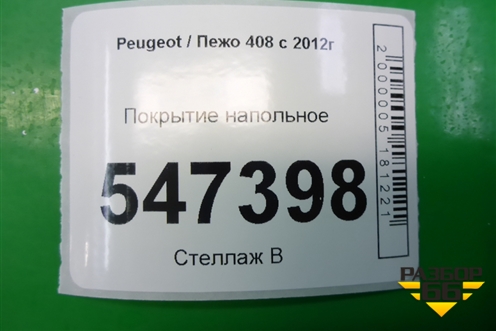 Peugeot / Пежо 408 с 2012г
Покрытие напольное
547398
Стеллаж В
2000005181221
РАЗБОР
66